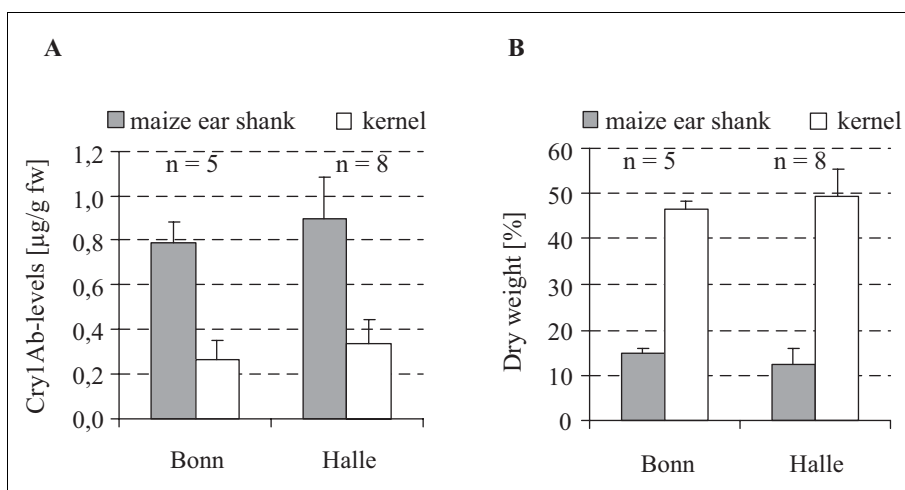 A
maize ear shank kernel
Cry1Ab-levels [µg/g fw]
1,2
1,0
0,8
0,6
0,4
0,2
0,0
n = 5 n = 8
Bonn Halle
B
maize ear shank kernel
Dry weight [%]
60
50
40
30
20
10
0
n = 5 n = 8
Bonn Halle